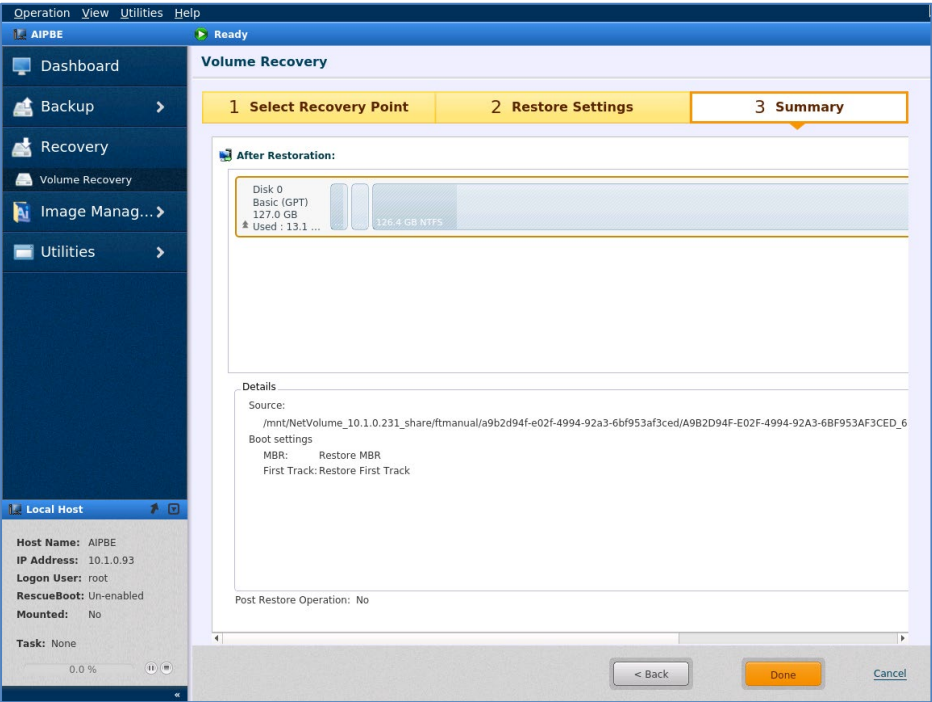 Operation View Utilities Help
AIPBE
Ready
Dashboard
Backup
Recovery
Volume Recovery
Image Manag...
Utilities
Volume Recovery
1 Select Recovery Point
2 Restore Settings
3 Summary
After Restoration:
Disk 0
Basic (GPT)
127.0 GB
Used : 13.1 ...
126.4 GB NTFS
Details
Source:
/mnt/NetVolume_10.1.0.231_share/ftmanual/a9b2d94f-e02f-4994-92a3-6bf953af3ced/A9B2D94F-E02F-4994-92A3-6BF953AF3CED_6
Boot settings
MBR: Restore MBR
First Track: Restore First Track
Post Restore Operation: No
Local Host
Host Name: AIPBE
IP Address: 10.1.0.93
Logon User: root
RescueBoot: Un-enabled
Mounted: No
Task: None
0.0 %
«
< Back
Done
Cancel